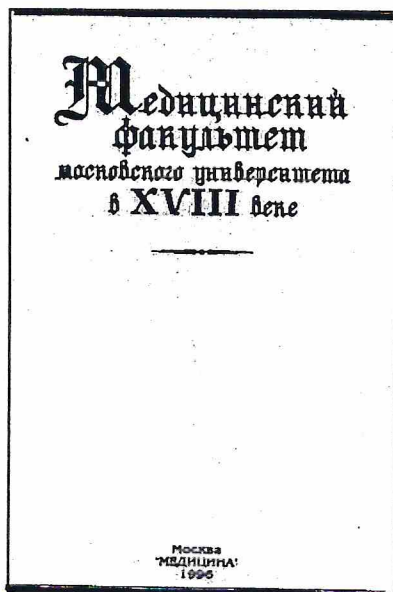 Медицинский
факультет
московского университета
в XVIII веке
Москва
"МЕДИЦИНА"
1996